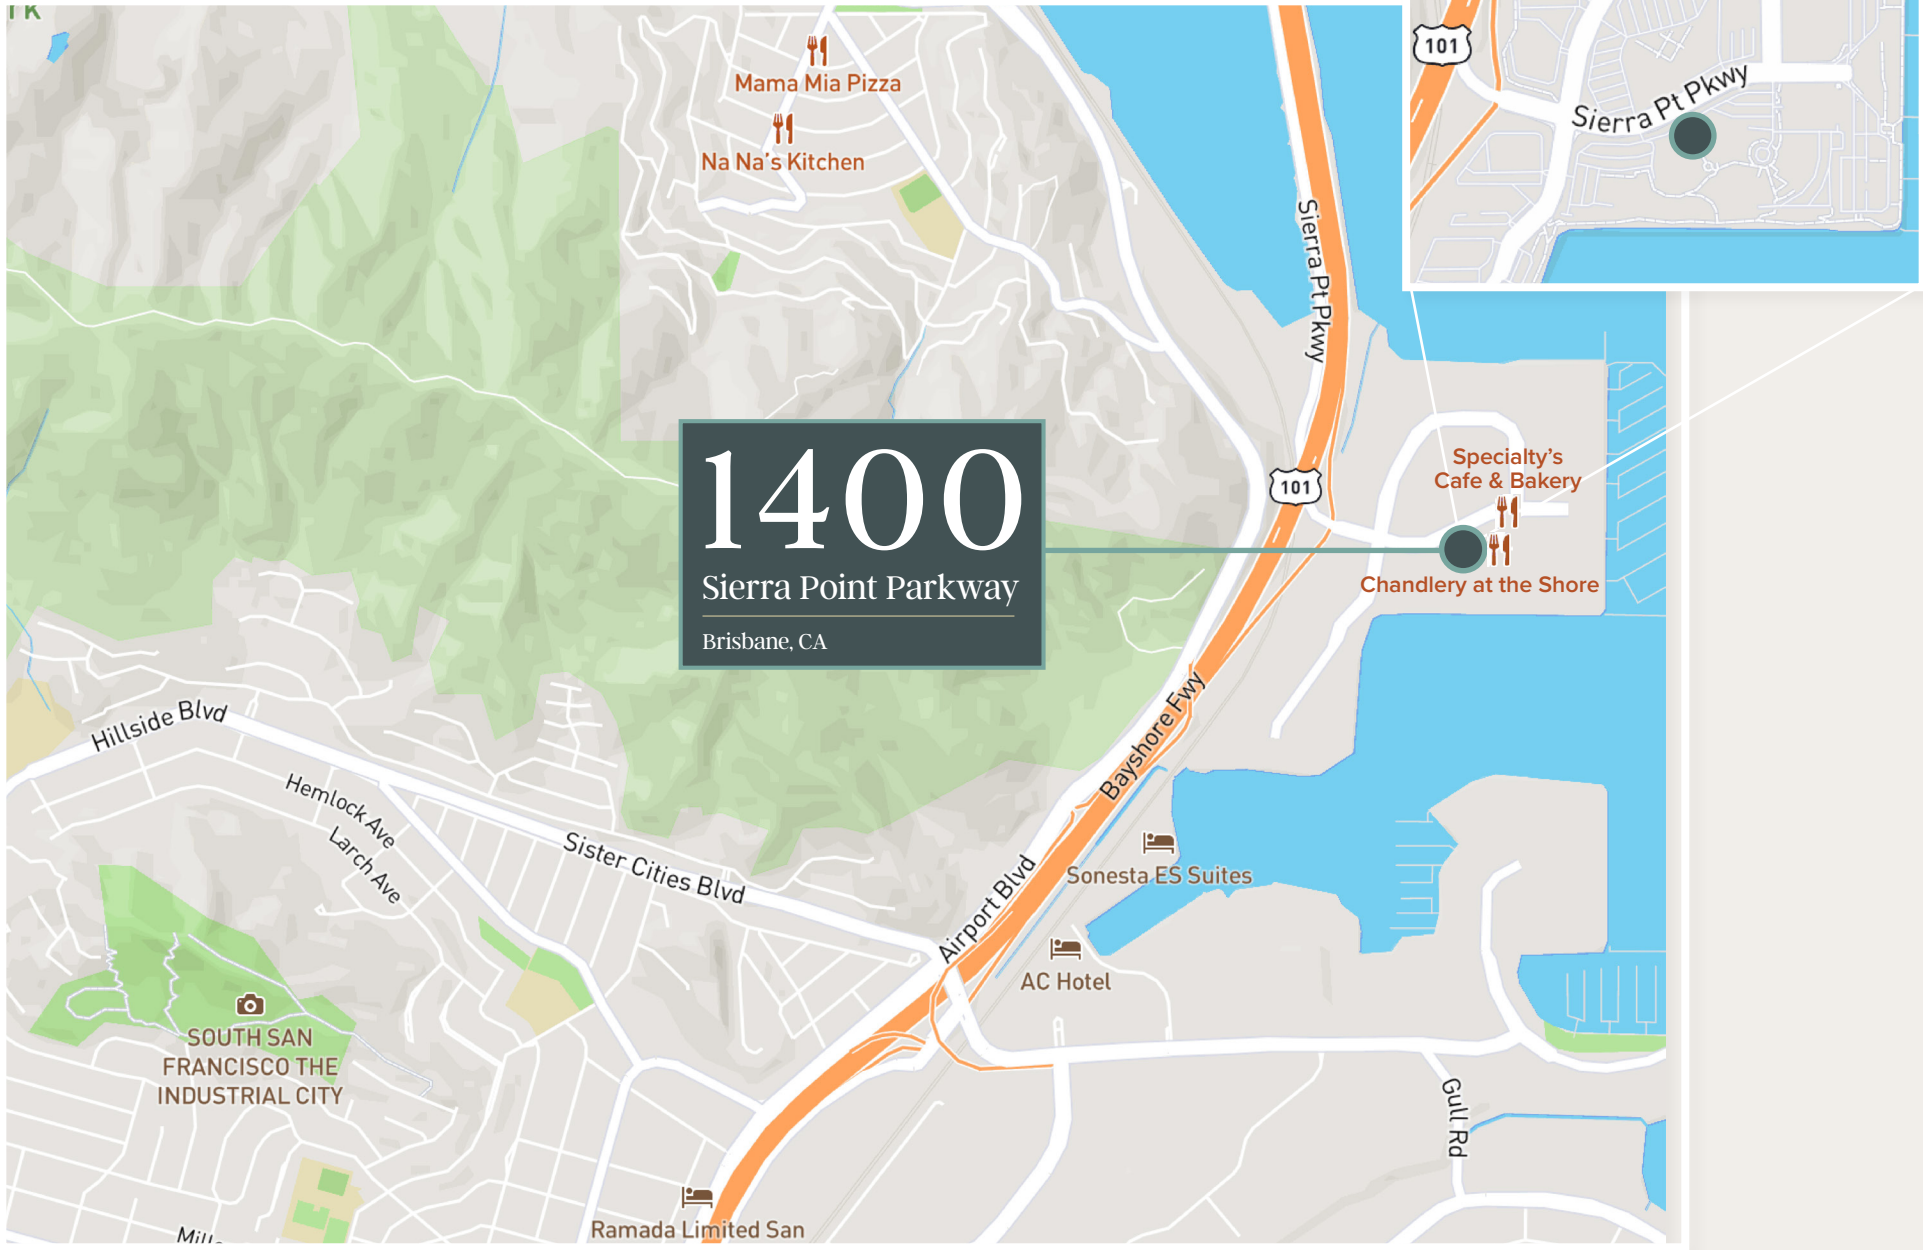 Mama Mia Pizza
Na Na's Kitchen
101
Sierra Pt Pkwy
Sierra Pt Pkwy
1400
Sierra Point Parkway
Brisbane, CA
101
Specialty's
Cafe & Bakery
Chandlery at the Shore
Hillside Blvd
Hemlock Ave
Larch Ave
Sister Cities Blvd
Bayshore Fwy
Airport Blvd
Sonesta ES Suites
AC Hotel
SOUTH SAN
FRANCISCO THE
INDUSTRIAL CITY
Gull Rd
Ramada Limited San